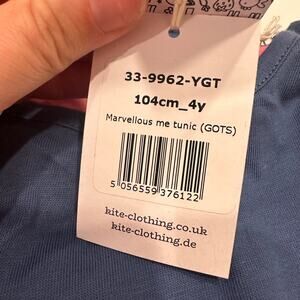 33-9962-YGT
104cm_4y
Marvellous me tunic (GOTS)
5 056559 376122
kite-clothing.co.uk
kite-clothing.de